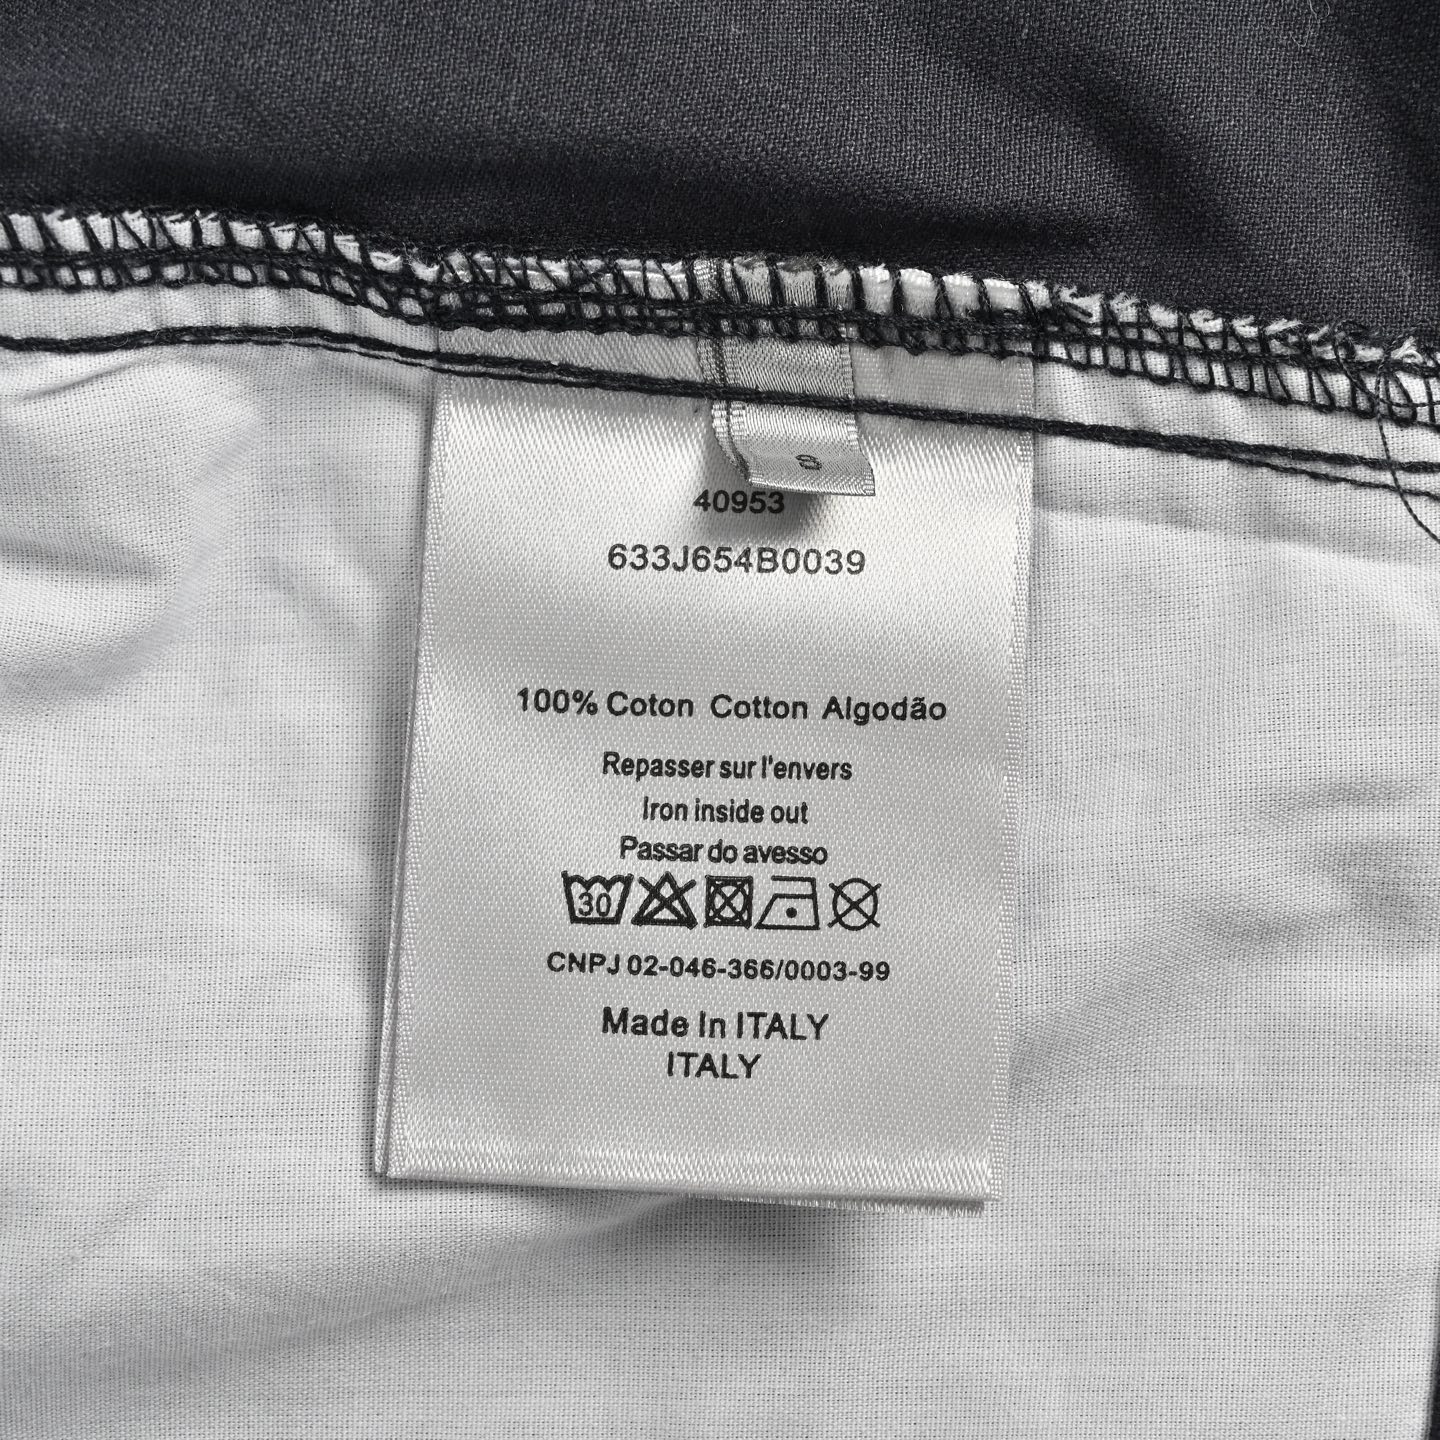 S
40953
633J654B0039
100% Coton Cotton Algodão
Repasser sur l'envers
Iron inside out
Passar do avesso
30
CNPJ 02-046-366/0003-99
Made In ITALY
ITALY